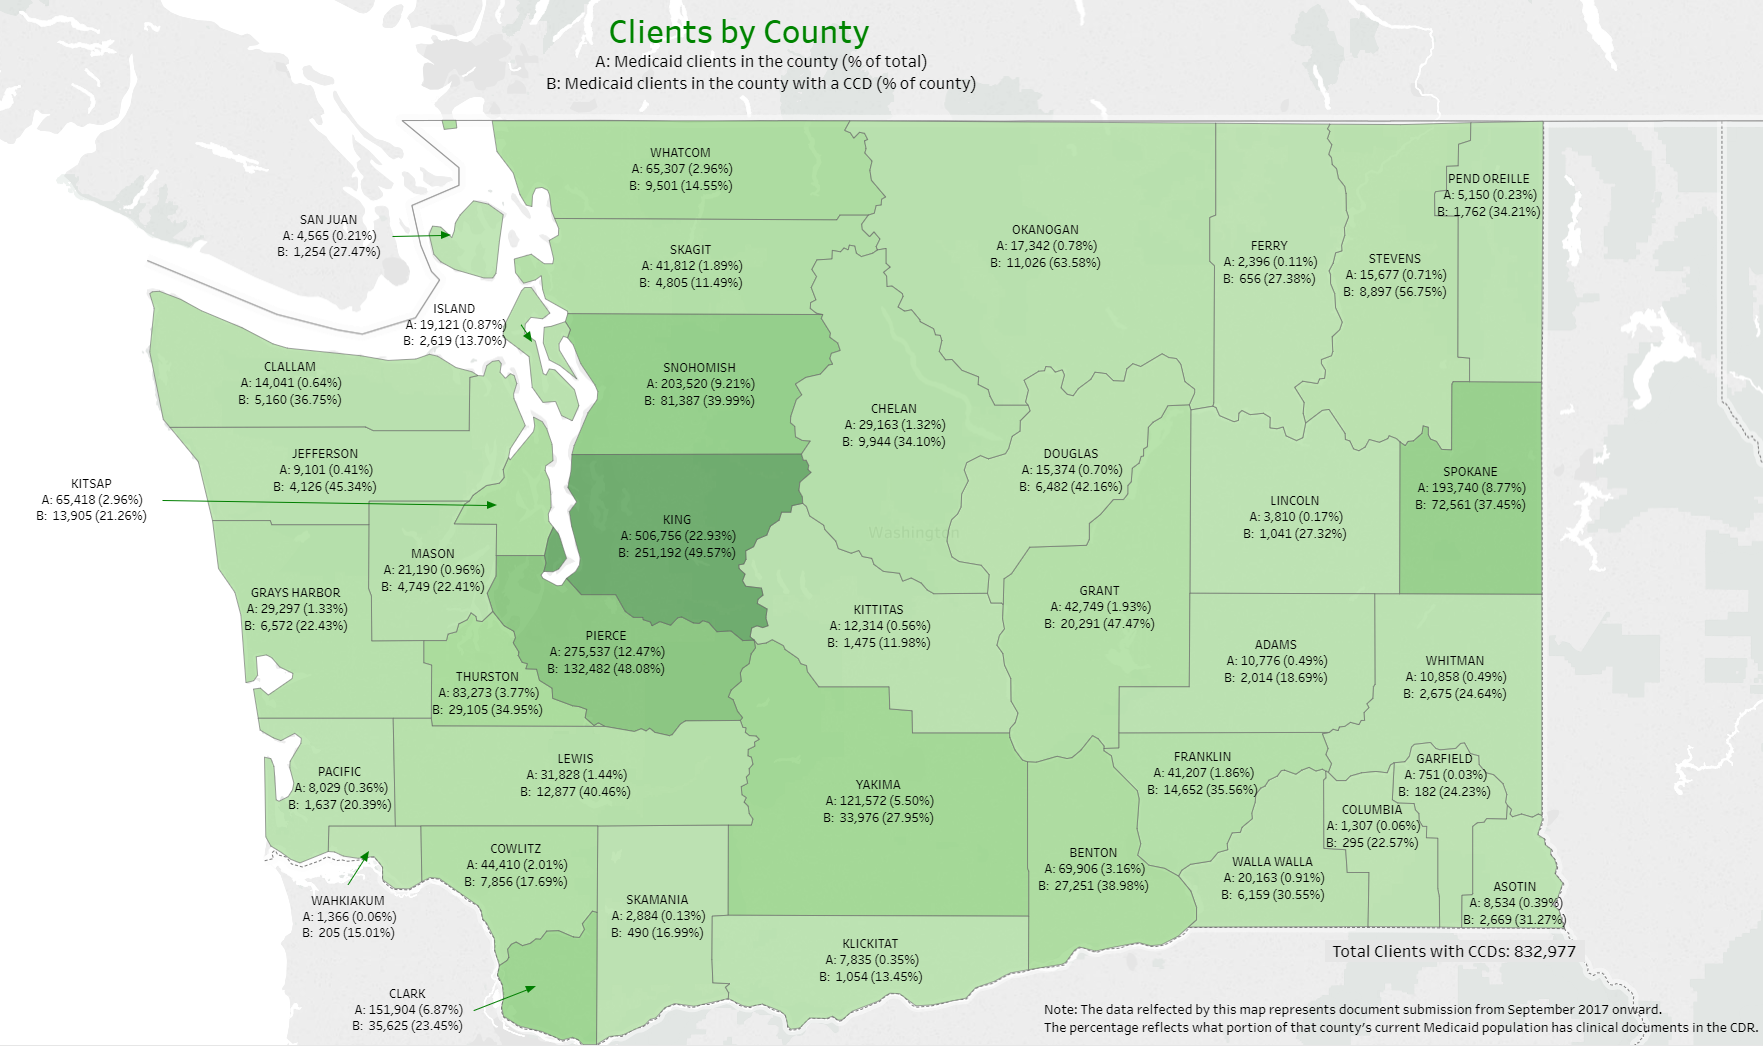 Clients by County
A: Medicaid clients in the county (% of total)
B: Medicaid clients in the county with a CCD (% of county)
WHATCOM
A: 65,307 (2.96%)
B: 9,501 (14.55%)
PEND OREILLE
A: 5,150 (0.23%)
B: 1,762 (34.21%)
SAN JUAN
A: 4,565 (0.21%)
B: 1,254 (27.47%)
SKAGIT
A: 41,812 (1.89%)
B: 4,805 (11.49%)
OKANOGAN
A: 17,342 (0.78%)
B: 11,026 (63.58%)
FERRY
A: 2,396 (0.11%)
B: 656 (27.38%)
STEVENS
A: 15,677 (0.71%)
B: 8,897 (56.75%)
ISLAND
A: 19,121 (0.87%)
B: 2,619 (13.70%)
CLALLAM
A: 14,041 (0.64%)
B: 5,160 (36.75%)
SNOHOMISH
A: 203,520 (9.21%)
B: 81,387 (39.99%)
CHELAN
A: 29,163 (1.32%)
B: 9,944 (34.10%)
JEFFERSON
A: 9,101 (0.41%)
B: 4,126 (45.34%)
DOUGLAS
A: 15,374 (0.70%)
B: 6,482 (42.16%)
SPOKANE
A: 193,740 (8.77%)
B: 72,561 (37.45%)
KITSAP
A: 65,418 (2.96%)
B: 13,905 (21.26%)
LINCOLN
A: 3,810 (0.17%)
B: 1,041 (27.32%)
KING
A: 506,756 (22.93%)
B: 251,192 (49.57%)
Washington
MASON
A: 21,190 (0.96%)
B: 4,749 (22.41%)
GRAYS HARBOR
A: 29,297 (1.33%)
B: 6,572 (22.43%)
GRANT
A: 42,749 (1.93%)
B: 20,291 (47.47%)
KITTITAS
A: 12,314 (0.56%)
B: 1,475 (11.98%)
PIERCE
A: 275,537 (12.47%)
B: 132,482 (48.08%)
ADAMS
A: 10,776 (0.49%)
B: 2,014 (18.69%)
WHITMAN
A: 10,858 (0.49%)
B: 2,675 (24.64%)
THURSTON
A: 83,273 (3.77%)
B: 29,105 (34.95%)
LEWIS
A: 31,828 (1.44%)
B: 12,877 (40.46%)
FRANKLIN
A: 41,207 (1.86%)
B: 14,652 (35.56%)
GARFIELD
A: 751 (0.03%)
B: 182 (24.23%)
PACIFIC
A: 8,029 (0.36%)
B: 1,637 (20.39%)
YAKIMA
A: 121,572 (5.50%)
B: 33,976 (27.95%)
COLUMBIA
A: 1,307 (0.06%)
B: 295 (22.57%)
COWLITZ
A: 44,410 (2.01%)
B: 7,856 (17.69%)
BENTON
A: 69,906 (3.16%)
B: 27,251 (38.98%)
WALLA WALLA
A: 20,163 (0.91%)
B: 6,159 (30.55%)
ASOTIN
A: 8,534 (0.39%)
B: 2,669 (31.27%)
WAHKIAKUM
A: 1,366 (0.06%)
B: 205 (15.01%)
SKAMANIA
A: 2,884 (0.13%)
B: 490 (16.99%)
KLICKITAT
A: 7,835 (0.35%)
B: 1,054 (13.45%)
Total Clients with CCDs: 832,977
CLARK
A: 151,904 (6.87%)
B: 35,625 (23.45%)
Note: The data relfected by this map represents document submission from September 2017 onward.
The percentage reflects what portion of that county's current Medicaid population has clinical documents in the CDR.